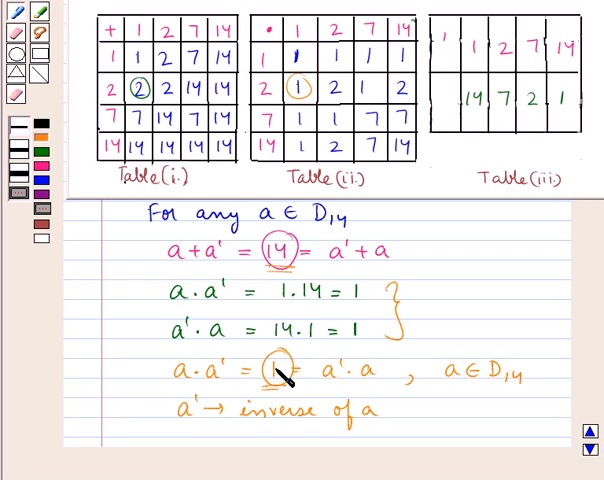 + 1 2 7 14
1 1 2 7 14
2 2 2 14 14
7 7 14 7 14
14 14 14 14 14
Table(i.)
• 1 2 7 14
1 1 1 1 1
2 1 2 1 2
7 1 1 7 7
14 1 2 7 14
Table(ii.)
' 1 2 7 14
14 7 2 1
Table(iii.)
For any a ∈ D₁₄
a + a' = 14 = a' + a
a . a' = 1 . 14 = 1
a' . a = 14 . 1 = 1
a . a' = 1 = a' . a , a ∈ D₁₄
a' → inverse of a